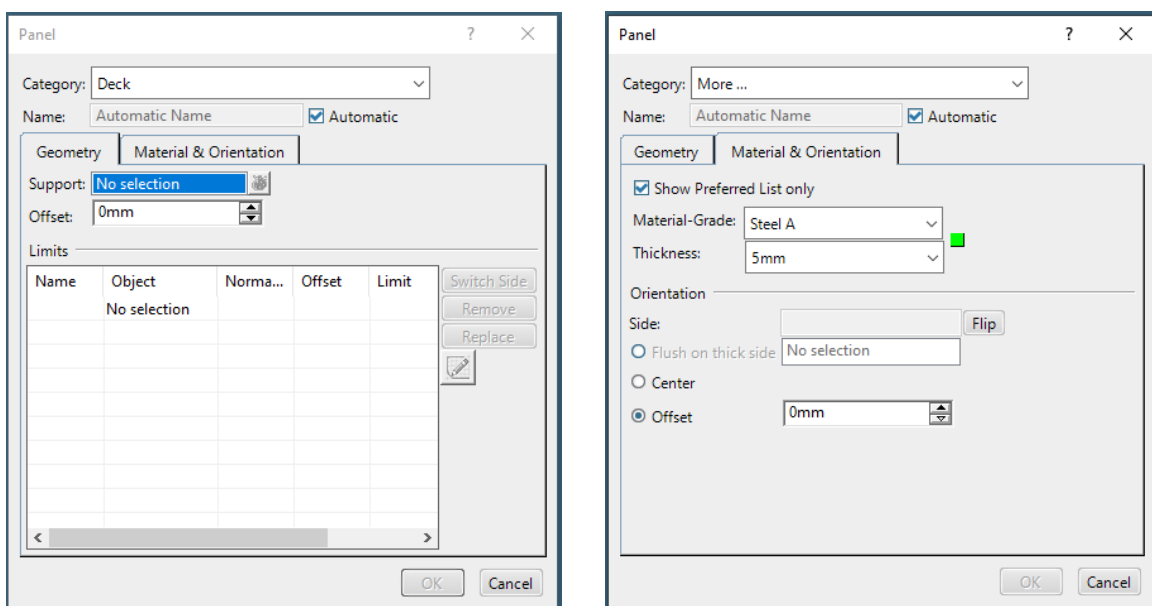 Panel
?
Category: Deck
Name: Automatic Name Automatic
Geometry Material & Orientation
Support: No selection
Offset: 0mm
Limits
Name Object Norma... Offset Limit
No selection
Switch Side
Remove
Replace
OK Cancel
Panel
?
Category: More ...
Name: Automatic Name Automatic
Geometry Material & Orientation
Show Preferred List only
Material-Grade: Steel A
Thickness: 5mm
Orientation
Side: Flip
Flush on thick side No selection
Center
Offset 0mm
OK Cancel